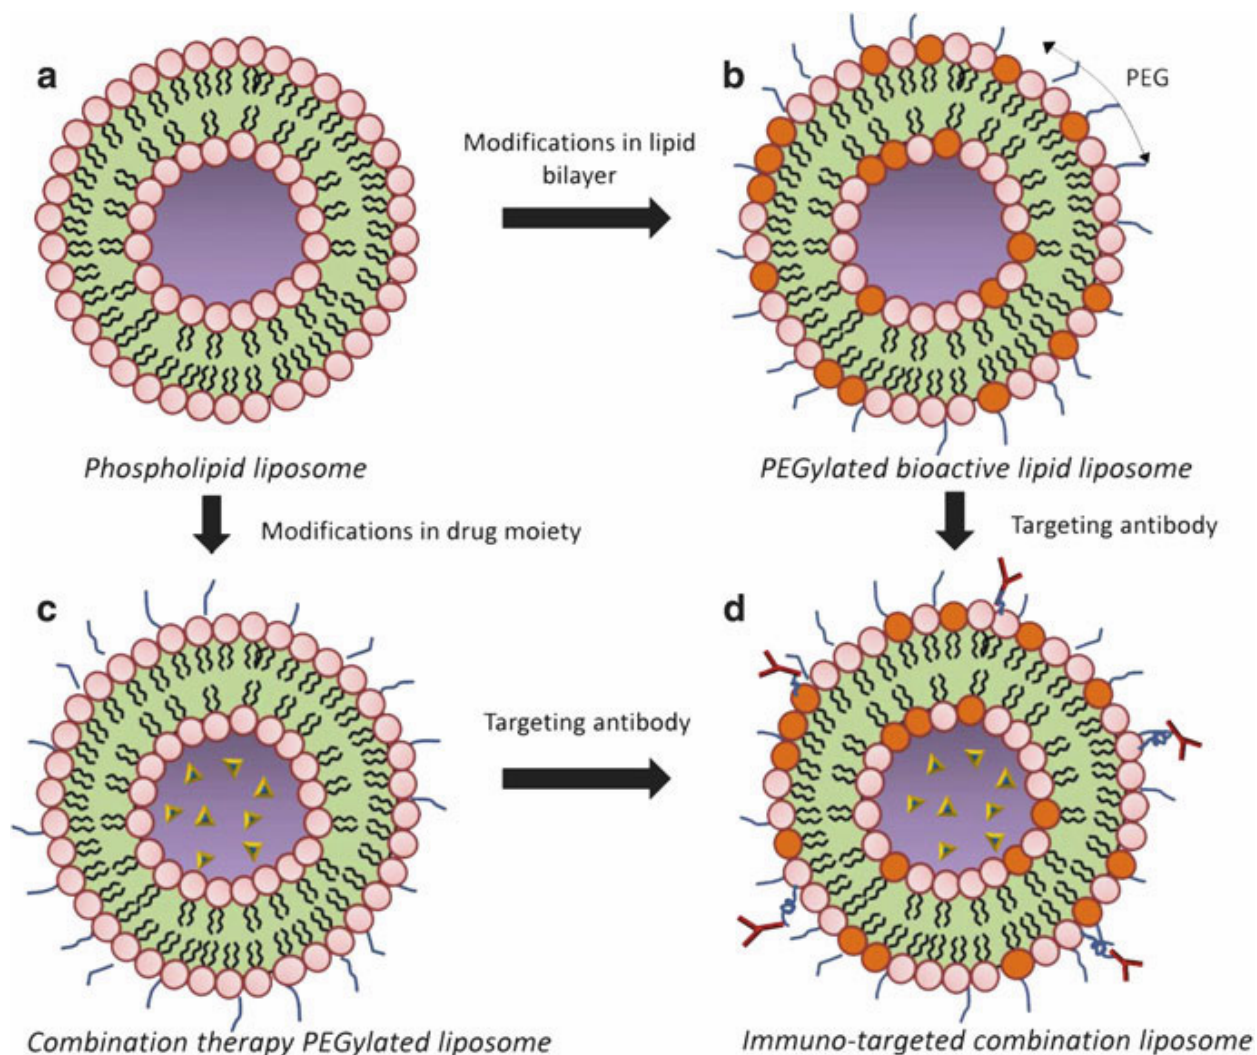 a
b
PEG
Modifications in lipid
bilayer
Phospholipid liposome
PEGylated bioactive lipid liposome
Modifications in drug moiety
Targeting antibody
c
d
Targeting antibody
Combination therapy PEGylated liposome
Immuno-targeted combination liposome